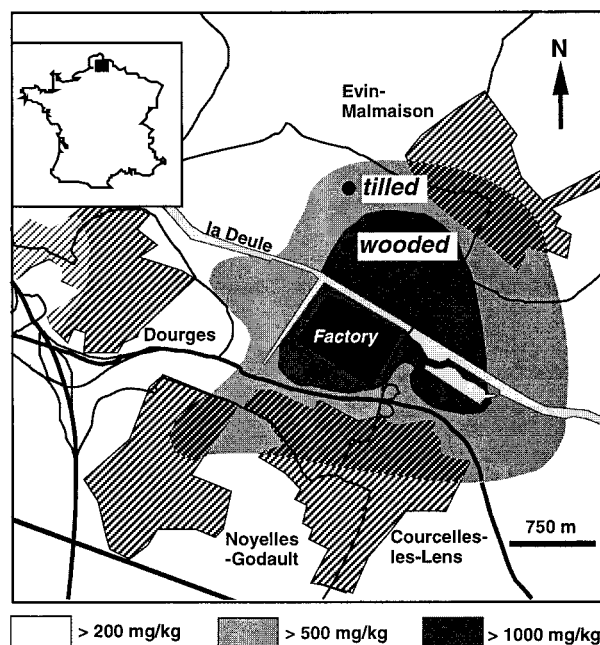 N
Evin-
Malmaison
tilled
wooded
la Deule
Factory
Dourges
Noyelles
-Godault
Courcelles-
les-Lens
750 m
> 200 mg/kg
> 500 mg/kg
> 1000 mg/kg